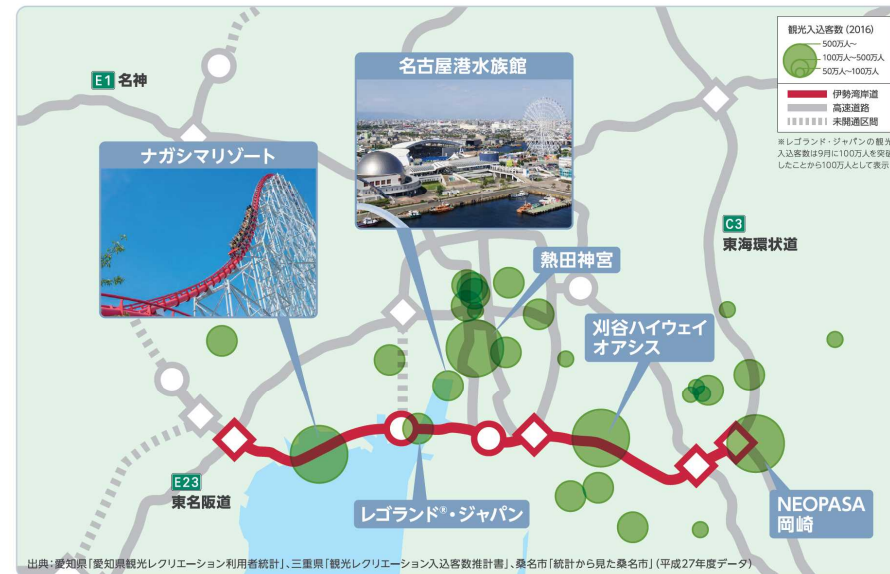 観光入込客数(2016)
500万人~
100万人~500万人
50万人~100万人
伊勢湾岸道
高速道路
未開通区間
※レゴランド・ジャパンの観光
入込客数は9月に100万人を突破
したことから100万人として表示
E1 名神
名古屋港水族館
ナガシマリゾート
C3
東海環状道
熱田神宮
刈谷ハイウェイ
オアシス
E23
東名阪道
レゴランド®・ジャパン
NEOPASA
岡崎
出典:愛知県「愛知県観光レクリエーション利用者統計」、三重県「観光レクリエーション入込客数推計書」、桑名市「統計から見た桑名市」(平成27年度データ)